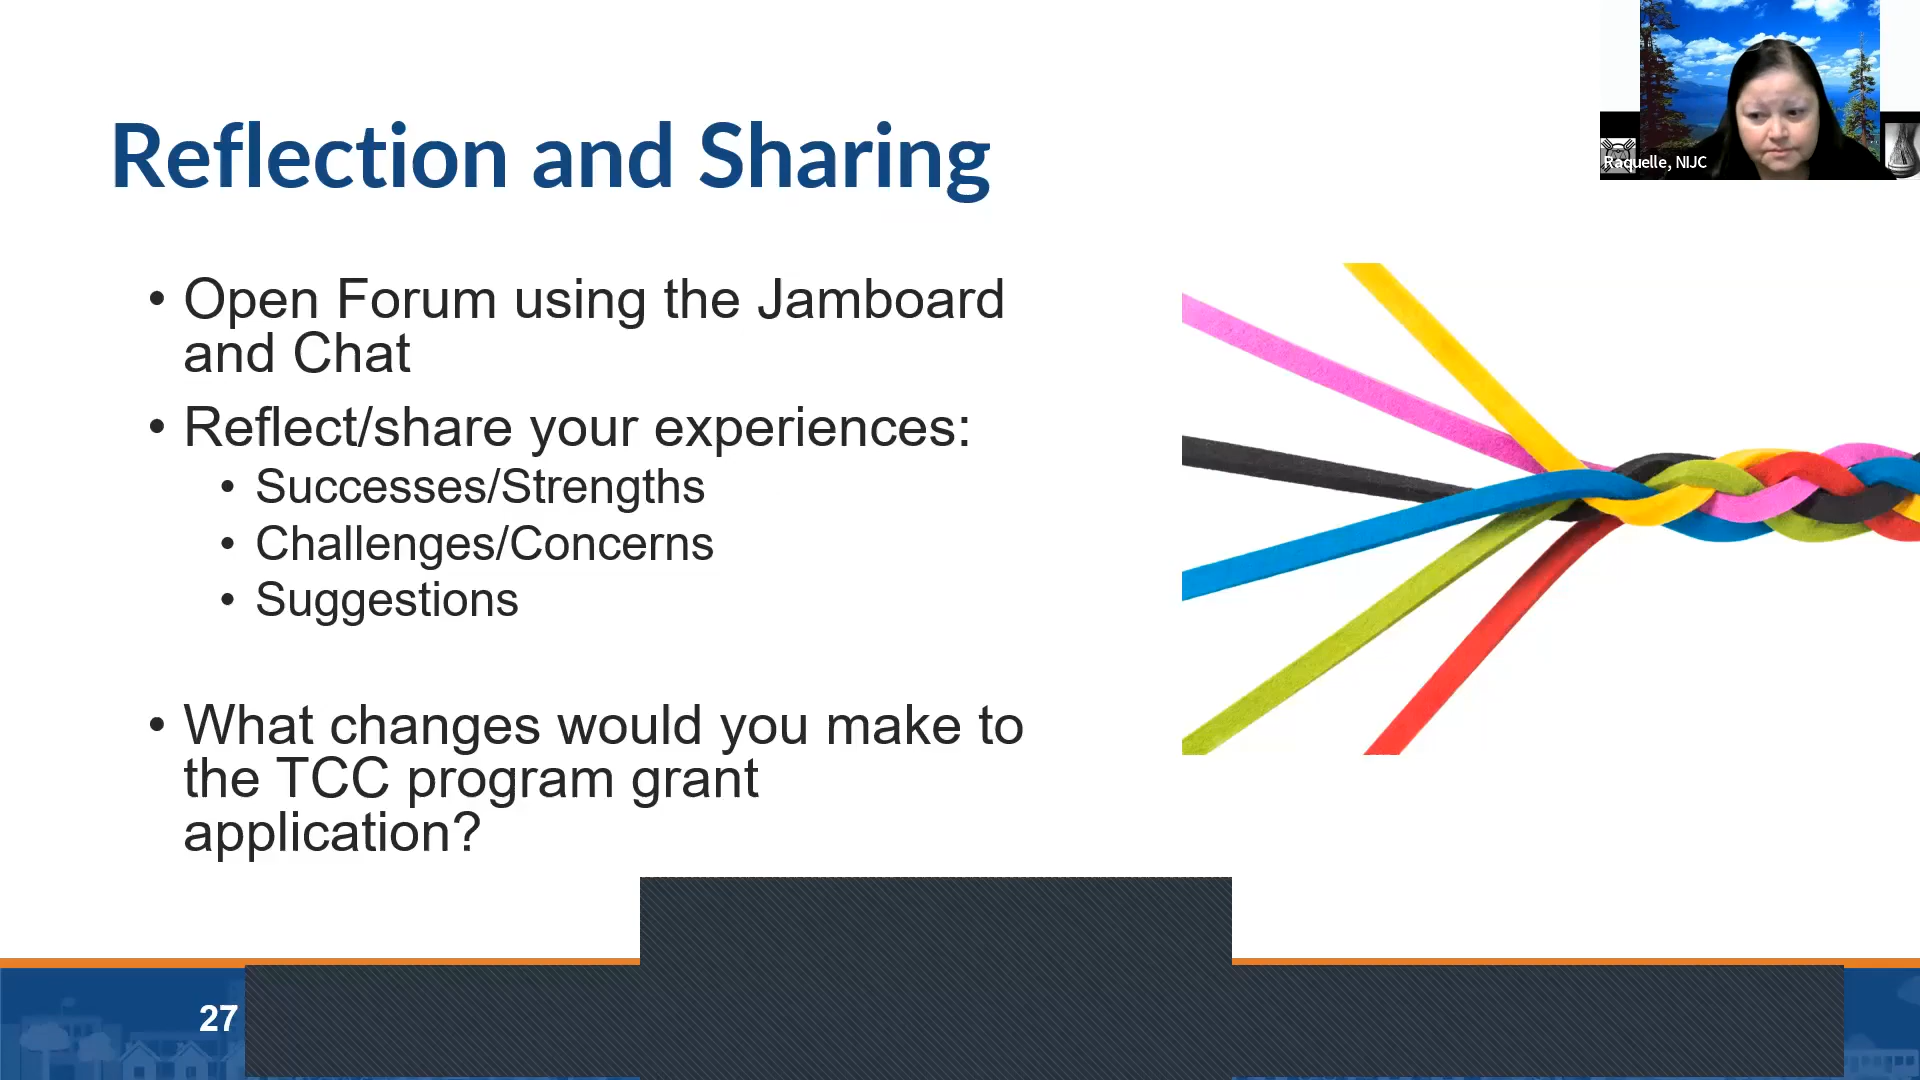 Reflection and Sharing
• Open Forum using the Jamboard
and Chat
• Reflect/share your experiences:
• Successes/Strengths
• Challenges/Concerns
• Suggestions
• What changes would you make to
the TCC program grant
application?
27
Raquelle, NIJC